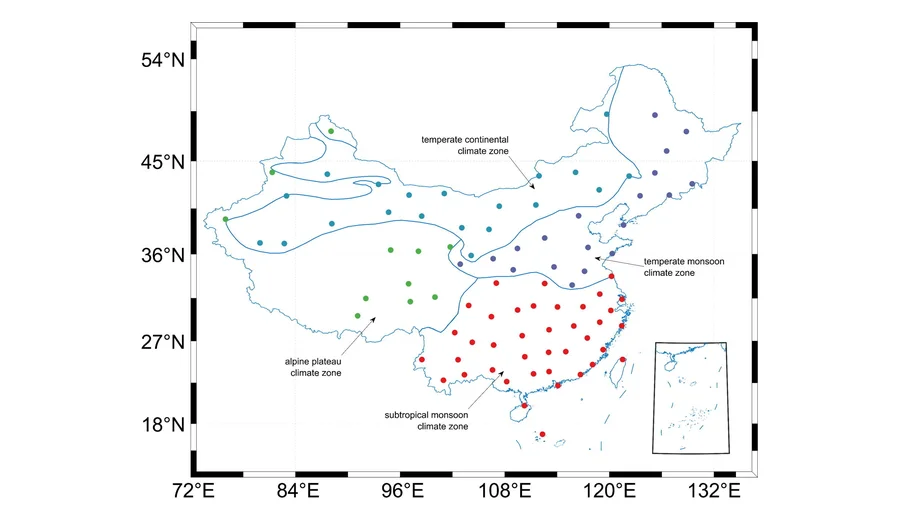 54°N
temperate continental
climate zone
45°N
36°N
temperate monsoon
climate zone
27°N
alpine plateau
climate zone
subtropical monsoon
climate zone
18°N
72°E
84°E
96°E
108°E
120°E
132°E